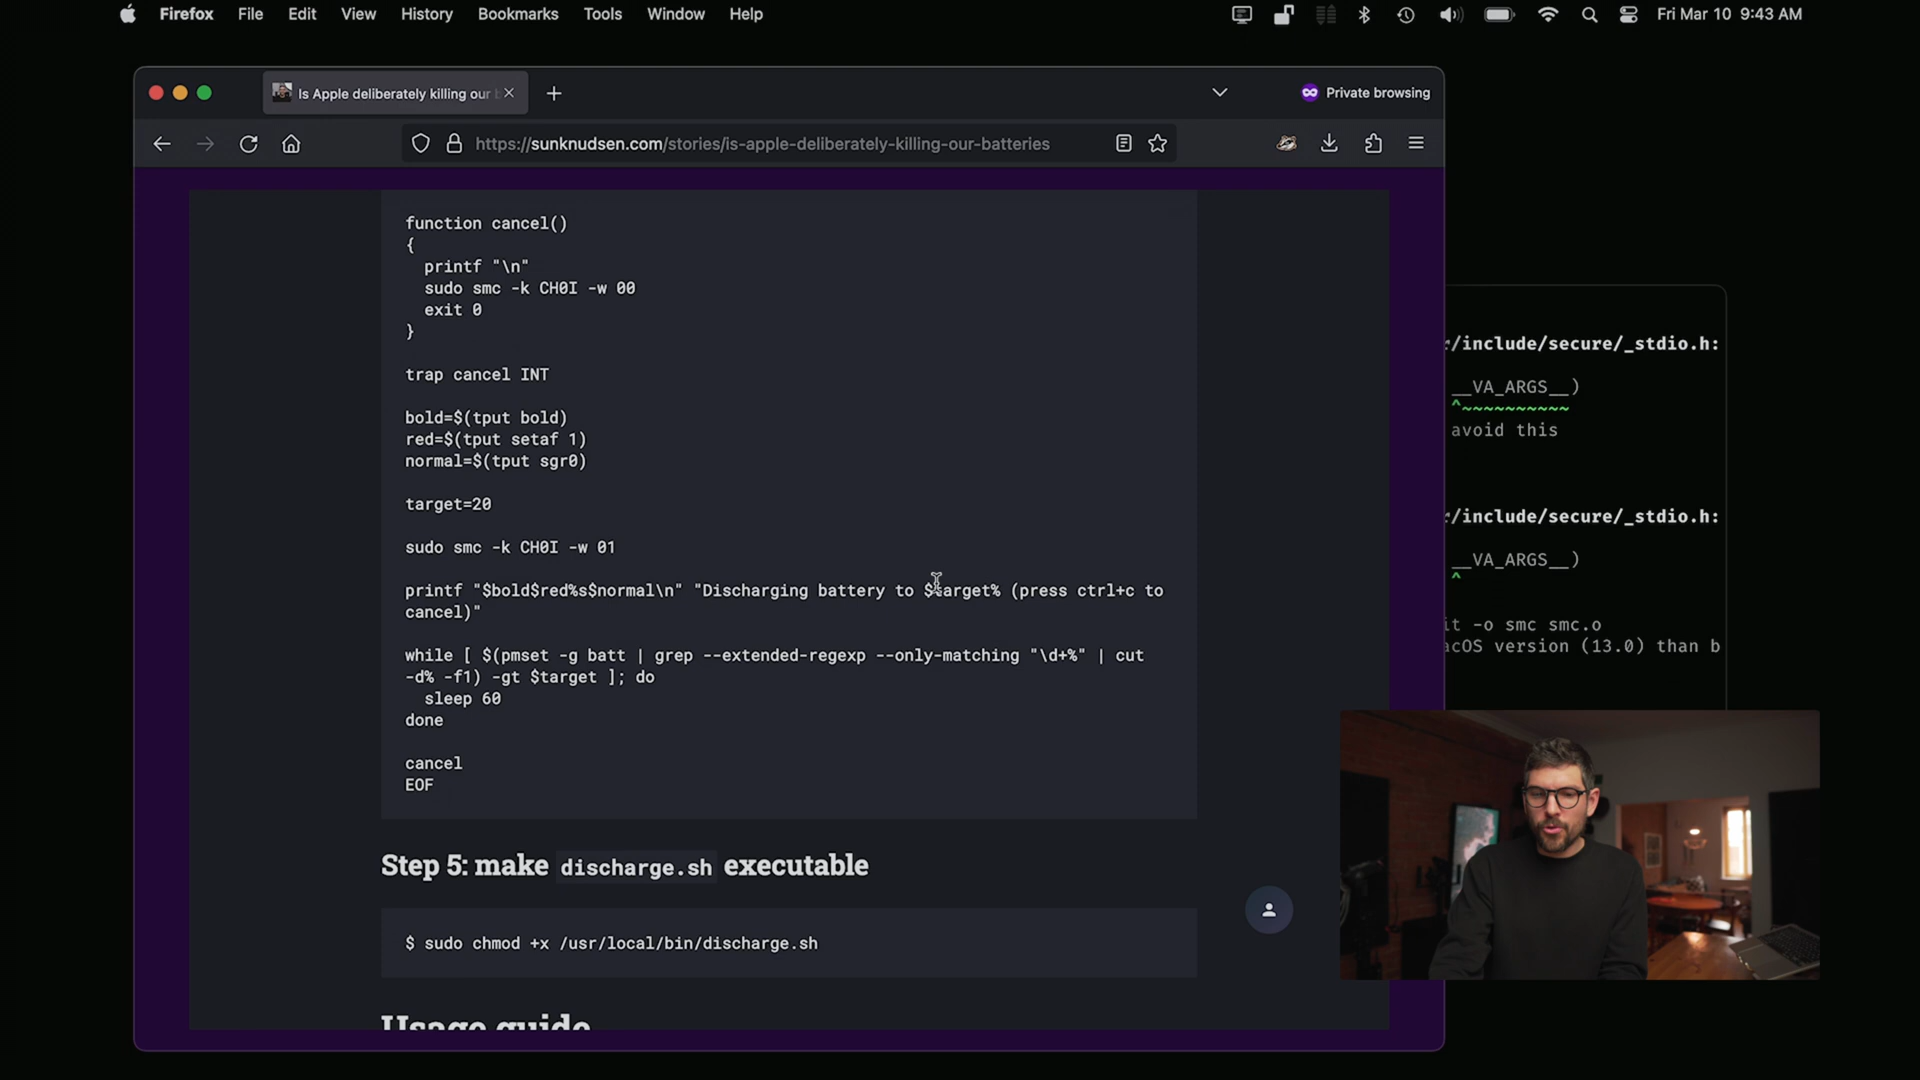 Firefox File Edit View History Bookmarks Tools Window Help Fri Mar 10 9:43 AM
Is Apple deliberately killing our Private browsing
https://sunknudsen.com/stories/is-apple-deliberately-killing-our-batteries
function cancel()
{
printf "\n"
sudo smc -k CH0I -w 00
exit 0
}
trap cancel INT
bold=$(tput bold)
red=$(tput setaf 1)
normal=$(tput sgr0)
target=20
sudo smc -k CH0I -w 01
printf "$bold$red%s$normal\n" "Discharging battery to $target% (press ctrl+c to
cancel)"
while [ $(pmset -g batt | grep --extended-regexp --only-matching "\d+%" | cut
-d% -f1) -gt $target ]; do
sleep 60
done
cancel
EOF
Step 5: make discharge.sh executable
$ sudo chmod +x /usr/local/bin/discharge.sh
Usage guide
r/include/secure/_stdio.h:
__VA_ARGS__)
^~~~~~~~~~~
avoid this
r/include/secure/_stdio.h:
__VA_ARGS__)
^
it -o smc smc.o
acOS version (13.0) than b